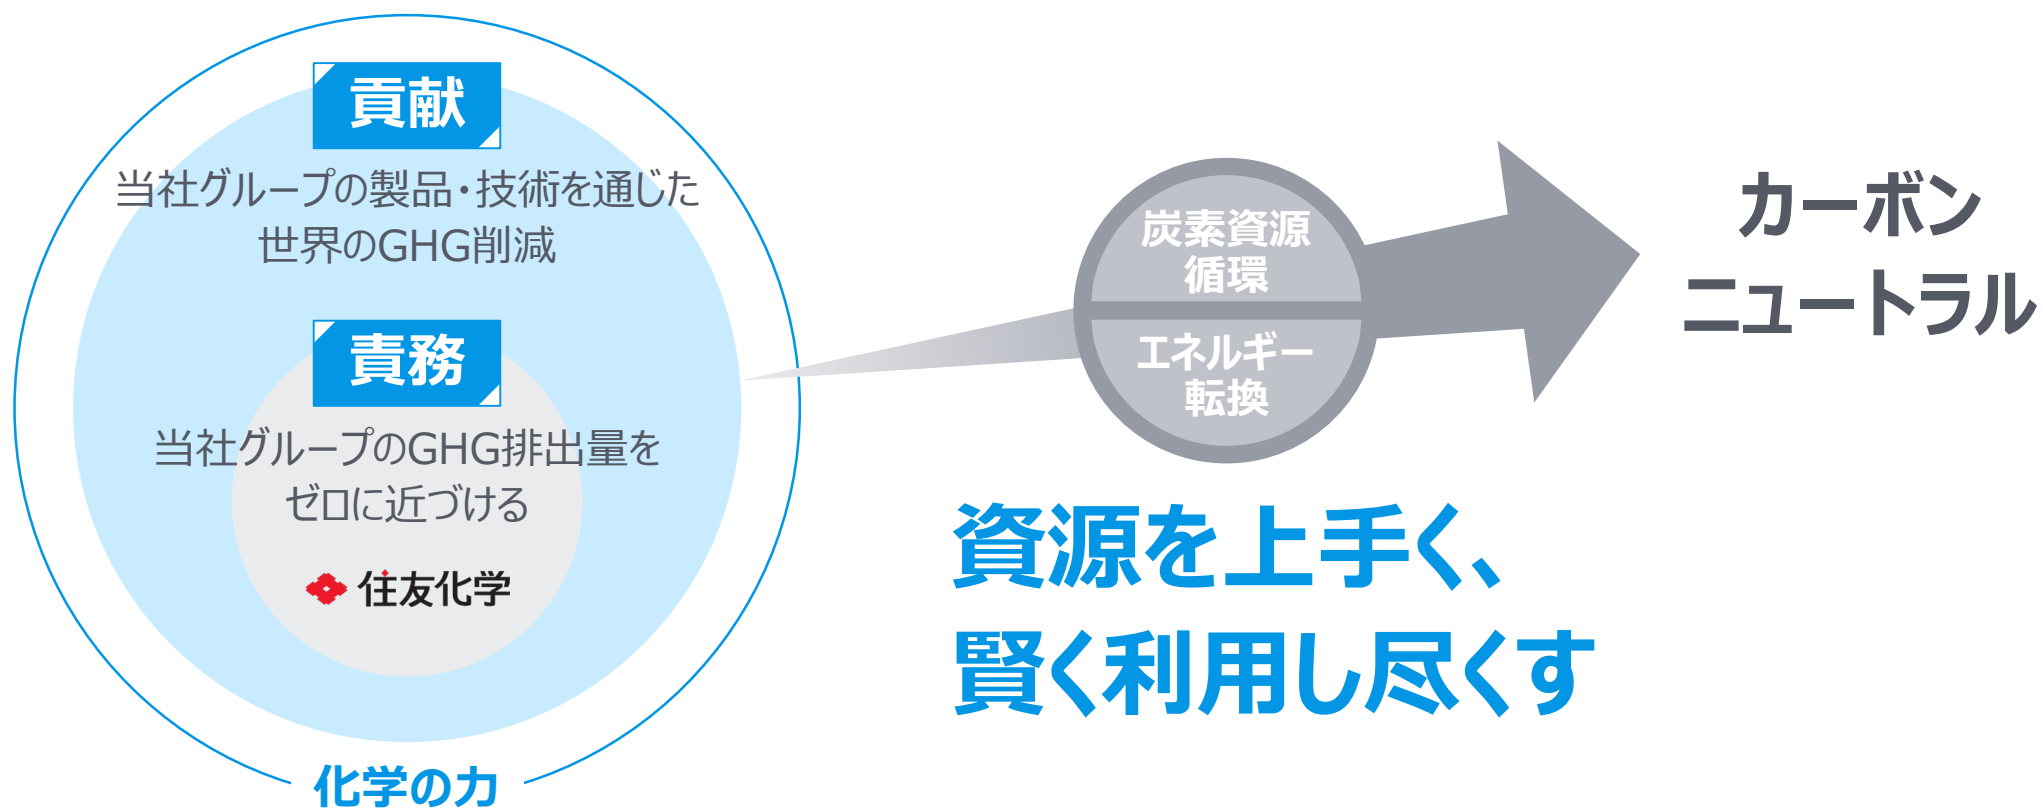 貢献
当社グループの製品・技術を通じた
世界のGHG削減
責務
当社グループのGHG排出量を
ゼロに近づける
住友化学
化学の力
炭素資源
循環
エネルギー
転換
資源を上手く、
賢く利用し尽くす
カーボン
ニュートラル